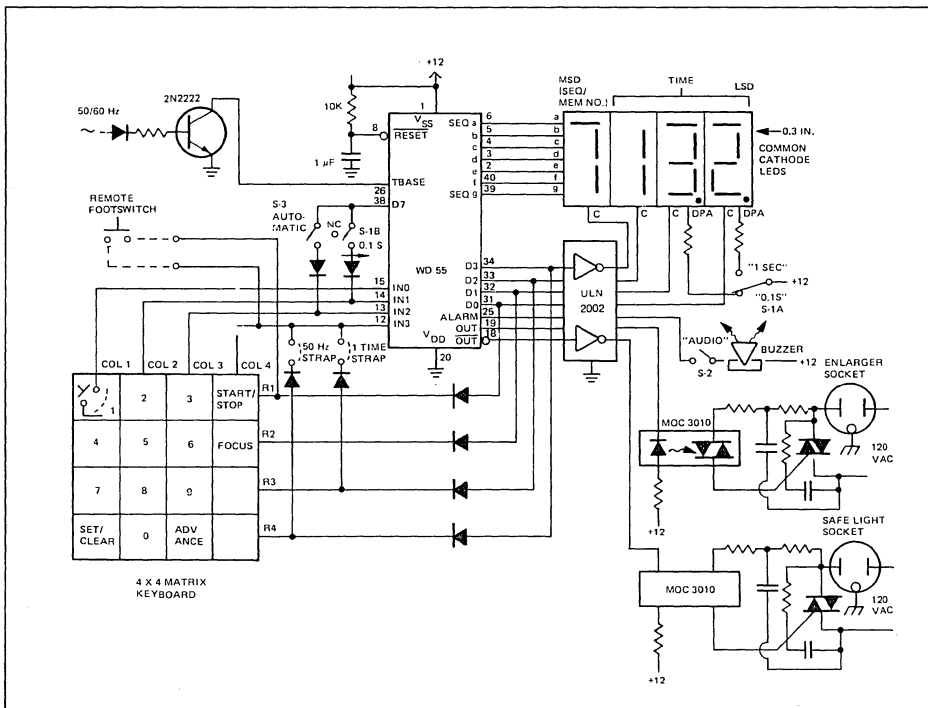 +12
MSD
(SEQ/
MEM NO.)
TIME
LSD
2N2222
50/60 Hz
10K
1
VSS
8
RESET
1 µF
SEQ a
b
c
d
e
f
SEQ g
6
5
4
3
2
40
39
a
b
c
d
e
f
g
0.3 IN.
COMMON
CATHODE
LEDS
TBASE
26
38
D7
C
C
C
DPA
C
DPA
REMOTE
FOOTSWITCH
S-3
AUTO-
MATIC
NC
S-1B
0.1 S
WD 55
D3
D2
D1
D0
ALARM
OUT
OUT
34
33
32
31
25
19
18
ULN
2002
"1 SEC"
+12
"0.1S"
S-1A
15
14
13
12
IN0
IN1
IN2
IN3
VDD
20
"AUDIO"
S-2
BUZZER
+12
50 Hz
STRAP
1 TIME
STRAP
COL 1
COL 2
COL 3
COL 4
1
2
3
START/
STOP
R1
4
5
6
FOCUS
R2
7
8
9
R3
SET/
CLEAR
0
ADV
ANCE
R4
4 X 4 MATRIX
KEYBOARD
ENLARGER
SOCKET
MOC 3010
120
VAC
+12
SAFE LIGHT
SOCKET
MOC 3010
120
VAC
+12